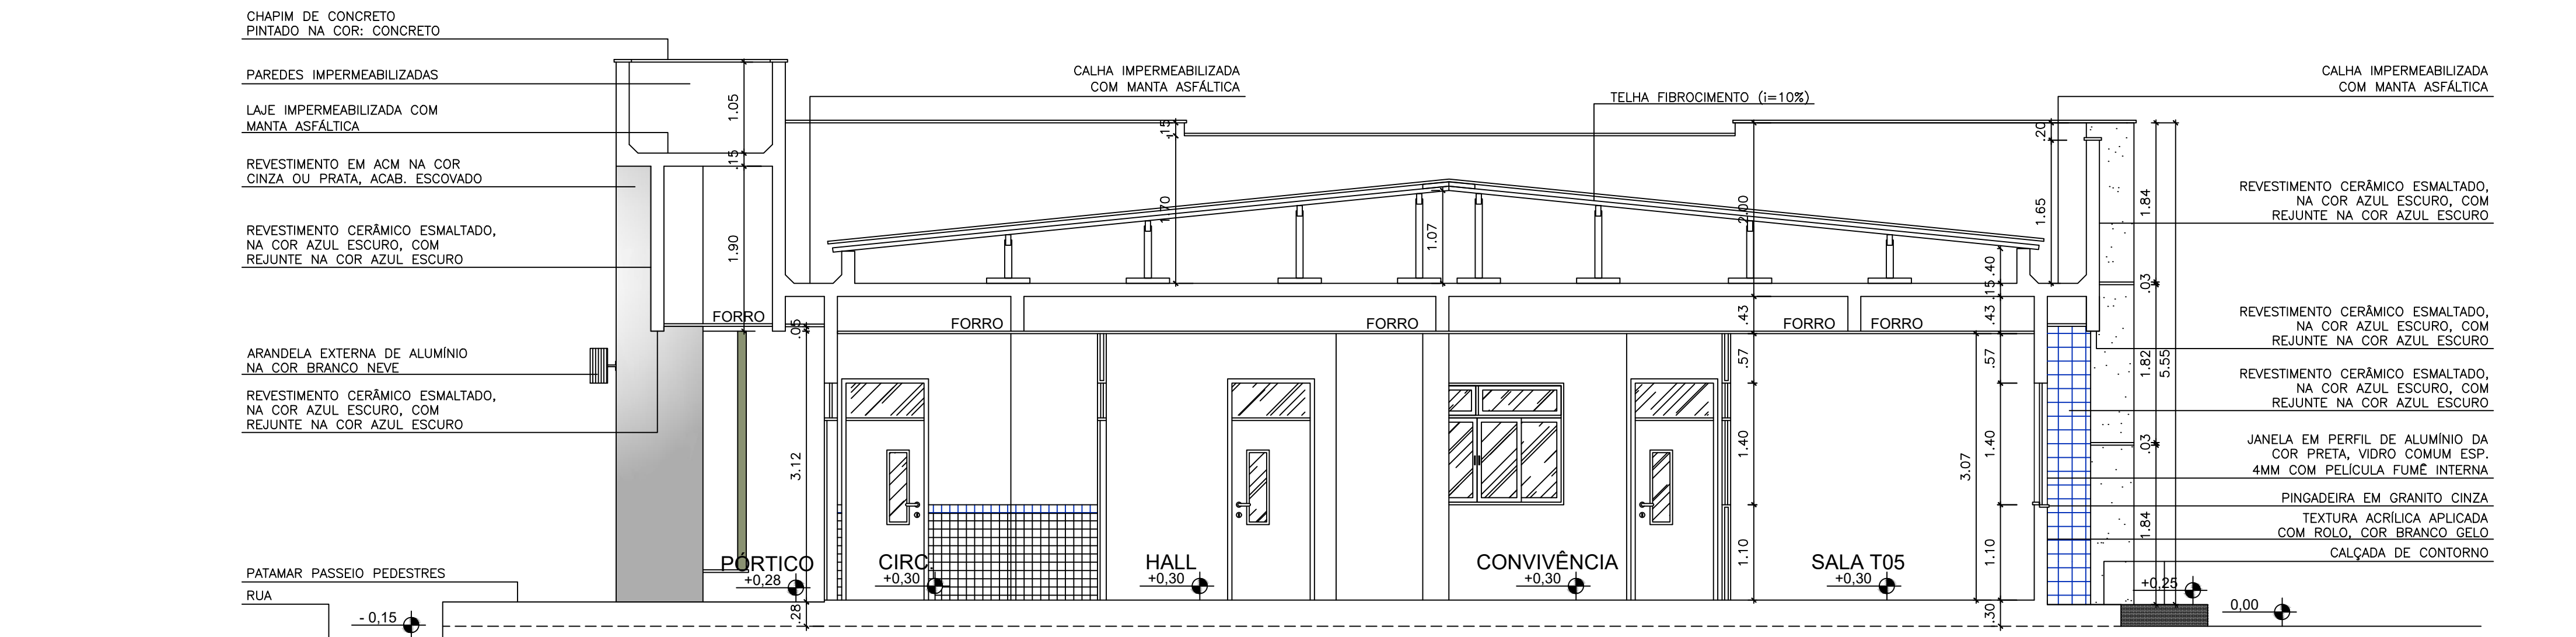 CHAPIM DE CONCRETO
PINTADO NA COR: CONCRETO
PAREDES IMPERMEABILIZADAS
LAJE IMPERMEABILIZADA COM
MANTA ASFÁLTICA
REVESTIMENTO EM ACM NA COR
CINZA OU PRATA, ACAB. ESCOVADO
REVESTIMENTO CERÂMICO ESMALTADO,
NA COR AZUL ESCURO, COM
REJUNTE NA COR AZUL ESCURO
ARANDELA EXTERNA DE ALUMÍNIO
NA COR BRANCO NEVE
REVESTIMENTO CERÂMICO ESMALTADO,
NA COR AZUL ESCURO, COM
REJUNTE NA COR AZUL ESCURO
PATAMAR PASSEIO PEDESTRES
RUA
- 0,15
1.05
.15
1.90
FORRO
.05
3.12
PÓRTICO
+0,28
.28
CALHA IMPERMEABILIZADA
COM MANTA ASFÁLTICA
TELHA FIBROCIMENTO (i=10%)
.15
1.70
1.07
2.00
FORRO
FORRO
FORRO
FORRO
CIRC.
+0,30
HALL
+0,30
CONVIVÊNCIA
+0,30
SALA T05
+0,30
.43
.57
1.40
1.10
3.07
.40
.15
.43
.57
1.40
1.10
.30
.20
1.65
1.84
.03
1.82
5.55
.03
1.84
+0,25
0,00
CALHA IMPERMEABILIZADA
COM MANTA ASFÁLTICA
REVESTIMENTO CERÂMICO ESMALTADO,
NA COR AZUL ESCURO, COM
REJUNTE NA COR AZUL ESCURO
REVESTIMENTO CERÂMICO ESMALTADO,
NA COR AZUL ESCURO, COM
REJUNTE NA COR AZUL ESCURO
REVESTIMENTO CERÂMICO ESMALTADO,
NA COR AZUL ESCURO, COM
REJUNTE NA COR AZUL ESCURO
JANELA EM PERFIL DE ALUMÍNIO DA
COR PRETA, VIDRO COMUM ESP.
4MM COM PELÍCULA FUMÊ INTERNA
PINGADEIRA EM GRANITO CINZA
TEXTURA ACRÍLICA APLICADA
COM ROLO, COR BRANCO GELO
CALÇADA DE CONTORNO